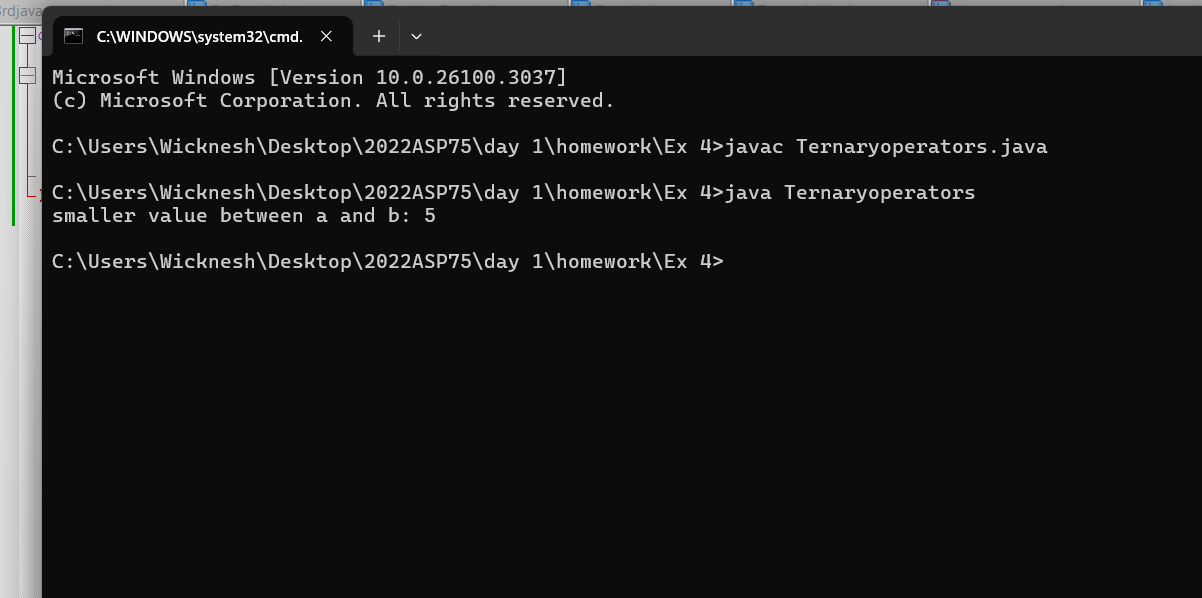 C:\WINDOWS\system32\cmd.
Microsoft Windows [Version 10.0.26100.3037]
(c) Microsoft Corporation. All rights reserved.
C:\Users\Wicknesh\Desktop\2022ASP75\day 1\homework\Ex 4>javac Ternaryoperators.java
C:\Users\Wicknesh\Desktop\2022ASP75\day 1\homework\Ex 4>java Ternaryoperators
smaller value between a and b: 5
C:\Users\Wicknesh\Desktop\2022ASP75\day 1\homework\Ex 4>